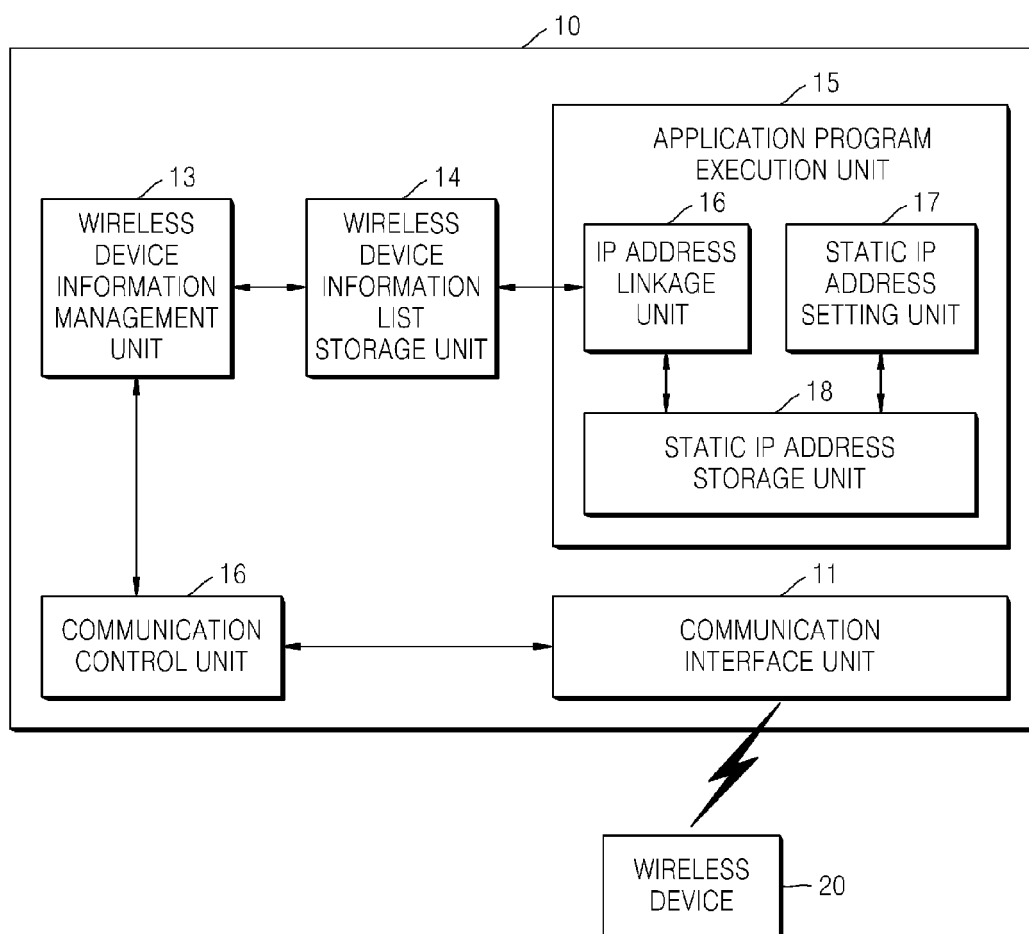 10
15
APPLICATION PROGRAM
EXECUTION UNIT
13
WIRELESS
DEVICE
INFORMATION
MANAGEMENT
UNIT
14
WIRELESS
DEVICE
INFORMATION
LIST
STORAGE UNIT
16
IP ADDRESS
LINKAGE
UNIT
17
STATIC IP
ADDRESS
SETTING UNIT
18
STATIC IP ADDRESS
STORAGE UNIT
16
COMMUNICATION
CONTROL UNIT
11
COMMUNICATION
INTERFACE UNIT
WIRELESS
DEVICE
20